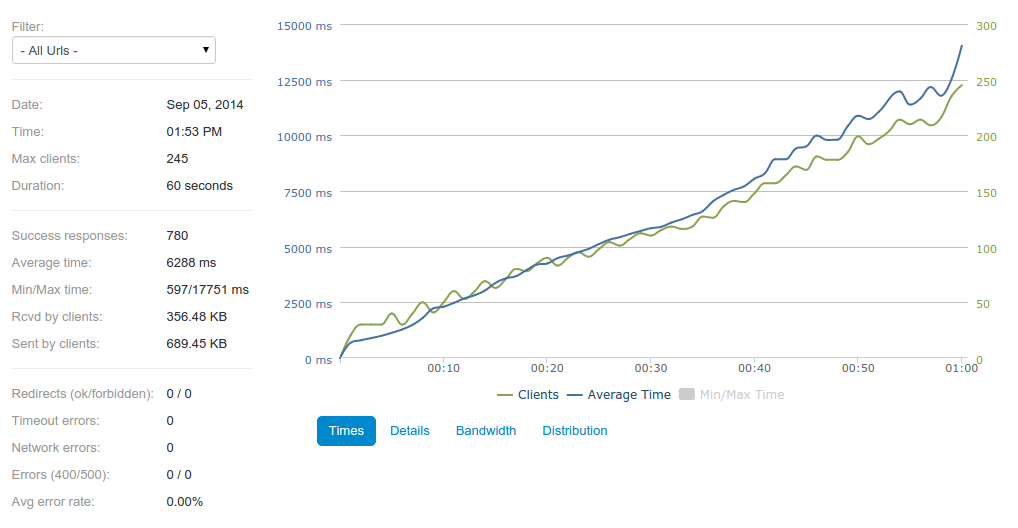 Filter:
- All Urls -
Date: Sep 05, 2014
Time: 01:53 PM
Max clients: 245
Duration: 60 seconds
Success responses: 780
Average time: 6288 ms
Min/Max time: 597/17751 ms
Rcvd by clients: 356.48 KB
Sent by clients: 689.45 KB
Redirects (ok/forbidden): 0 / 0
Timeout errors: 0
Network errors: 0
Errors (400/500): 0 / 0
Avg error rate: 0.00%
15000 ms 300
12500 ms 250
10000 ms 200
7500 ms 150
5000 ms 100
2500 ms 50
0 ms 0
00:10 00:20 00:30 00:40 00:50 01:00
Clients Average Time Min/Max Time
Times Details Bandwidth Distribution